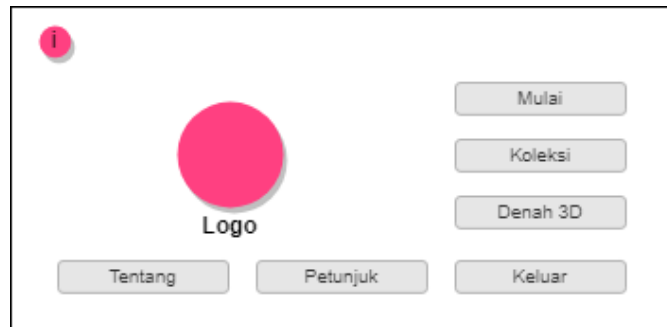 i
Mulai
Koleksi
Denah 3D
Logo
Tentang
Petunjuk
Keluar